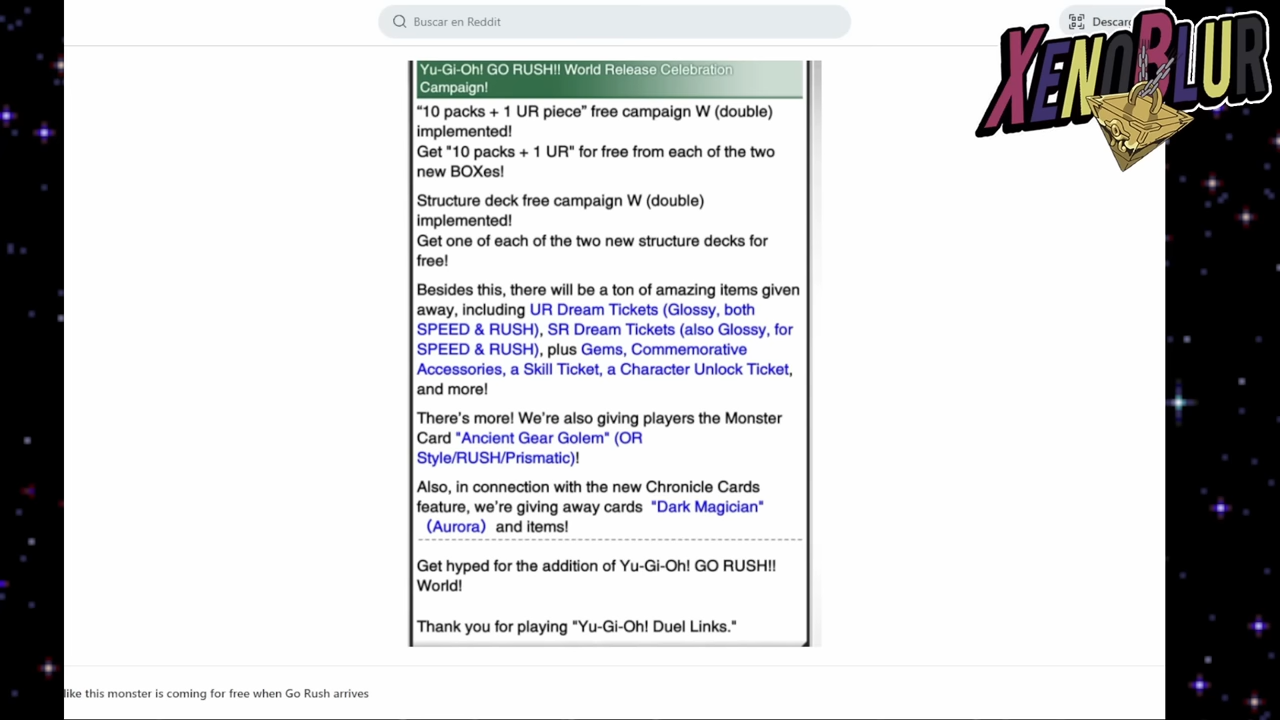 Buscar en Reddit
Descar
XENOBLUR
Yu-Gi-Oh! GO RUSH!! World Release Celebration
Campaign!
“10 packs + 1 UR piece” free campaign W (double)
implemented!
Get "10 packs + 1 UR" for free from each of the two
new BOXes!
Structure deck free campaign W (double)
implemented!
Get one of each of the two new structure decks for
free!
Besides this, there will be a ton of amazing items given
away, including UR Dream Tickets (Glossy, both
SPEED & RUSH), SR Dream Tickets (also Glossy, for
SPEED & RUSH), plus Gems, Commemorative
Accessories, a Skill Ticket, a Character Unlock Ticket,
and more!
There’s more! We’re also giving players the Monster
Card "Ancient Gear Golem" (OR
Style/RUSH/Prismatic)!
Also, in connection with the new Chronicle Cards
feature, we’re giving away cards "Dark Magician"
（Aurora）and items!
Get hyped for the addition of Yu-Gi-Oh! GO RUSH!!
World!
Thank you for playing "Yu-Gi-Oh! Duel Links."
like this monster is coming for free when Go Rush arrives